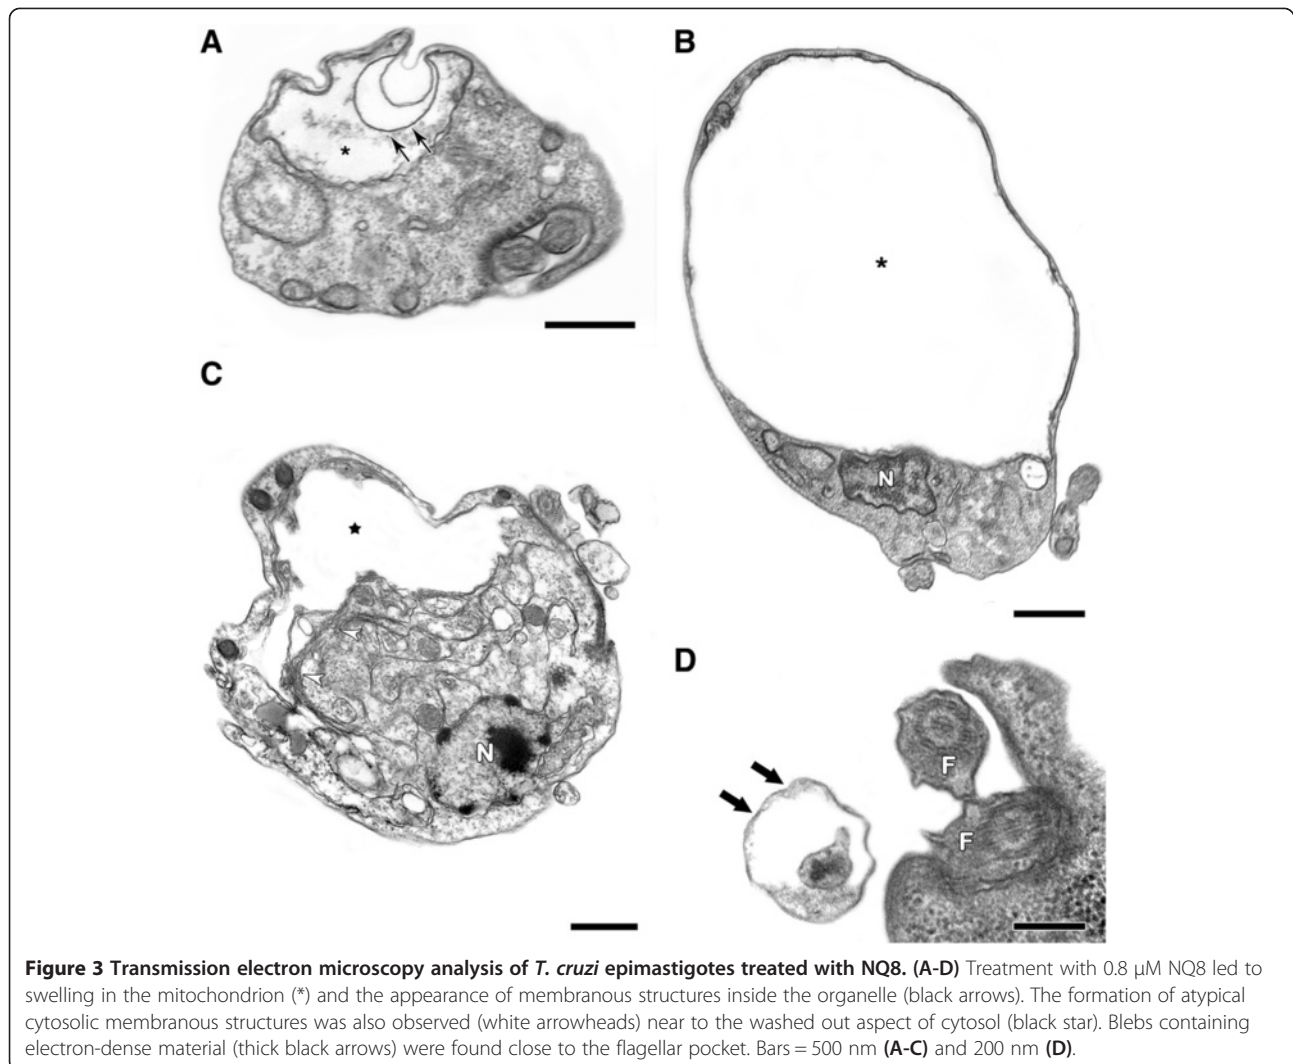 A
B
*
*
N
C
★
N
D
F
F
Figure 3 Transmission electron microscopy analysis of T. cruzi epimastigotes treated with NQ8. (A-D) Treatment with 0.8 μM NQ8 led to
swelling in the mitochondrion (*) and the appearance of membranous structures inside the organelle (black arrows). The formation of atypical
cytosolic membranous structures was also observed (white arrowheads) near to the washed out aspect of cytosol (black star). Blebs containing
electron-dense material (thick black arrows) were found close to the flagellar pocket. Bars = 500 nm (A-C) and 200 nm (D).